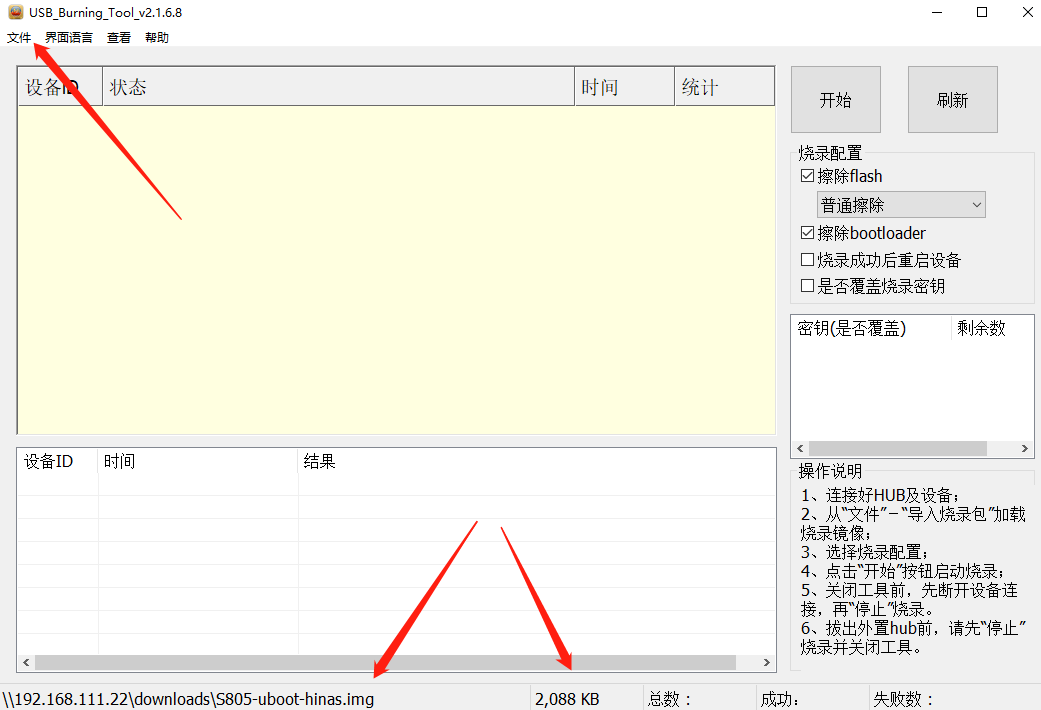 USB_Burning_Tool_v2.1.6.8
文件 界面语言 查看 帮助
设备ID 状态 时间 统计
开始 刷新
烧录配置
擦除flash
普通擦除
擦除bootloader
烧录成功后重启设备
是否覆盖烧录密钥
密钥(是否覆盖) 剩余数
设备ID 时间 结果
操作说明
1、连接好HUB及设备；
2、从“文件”－“导入烧录包”加载
烧录镜像；
3、选择烧录配置；
4、点击“开始”按钮启动烧录；
5、关闭工具前，先断开设备连
接，再“停止”烧录。
6、拔出外置hub前，请先“停止”
烧录并关闭工具。
\\192.168.111.22\downloads\S805-uboot-hinas.img 2,088 KB 总数： 成功： 失败数：